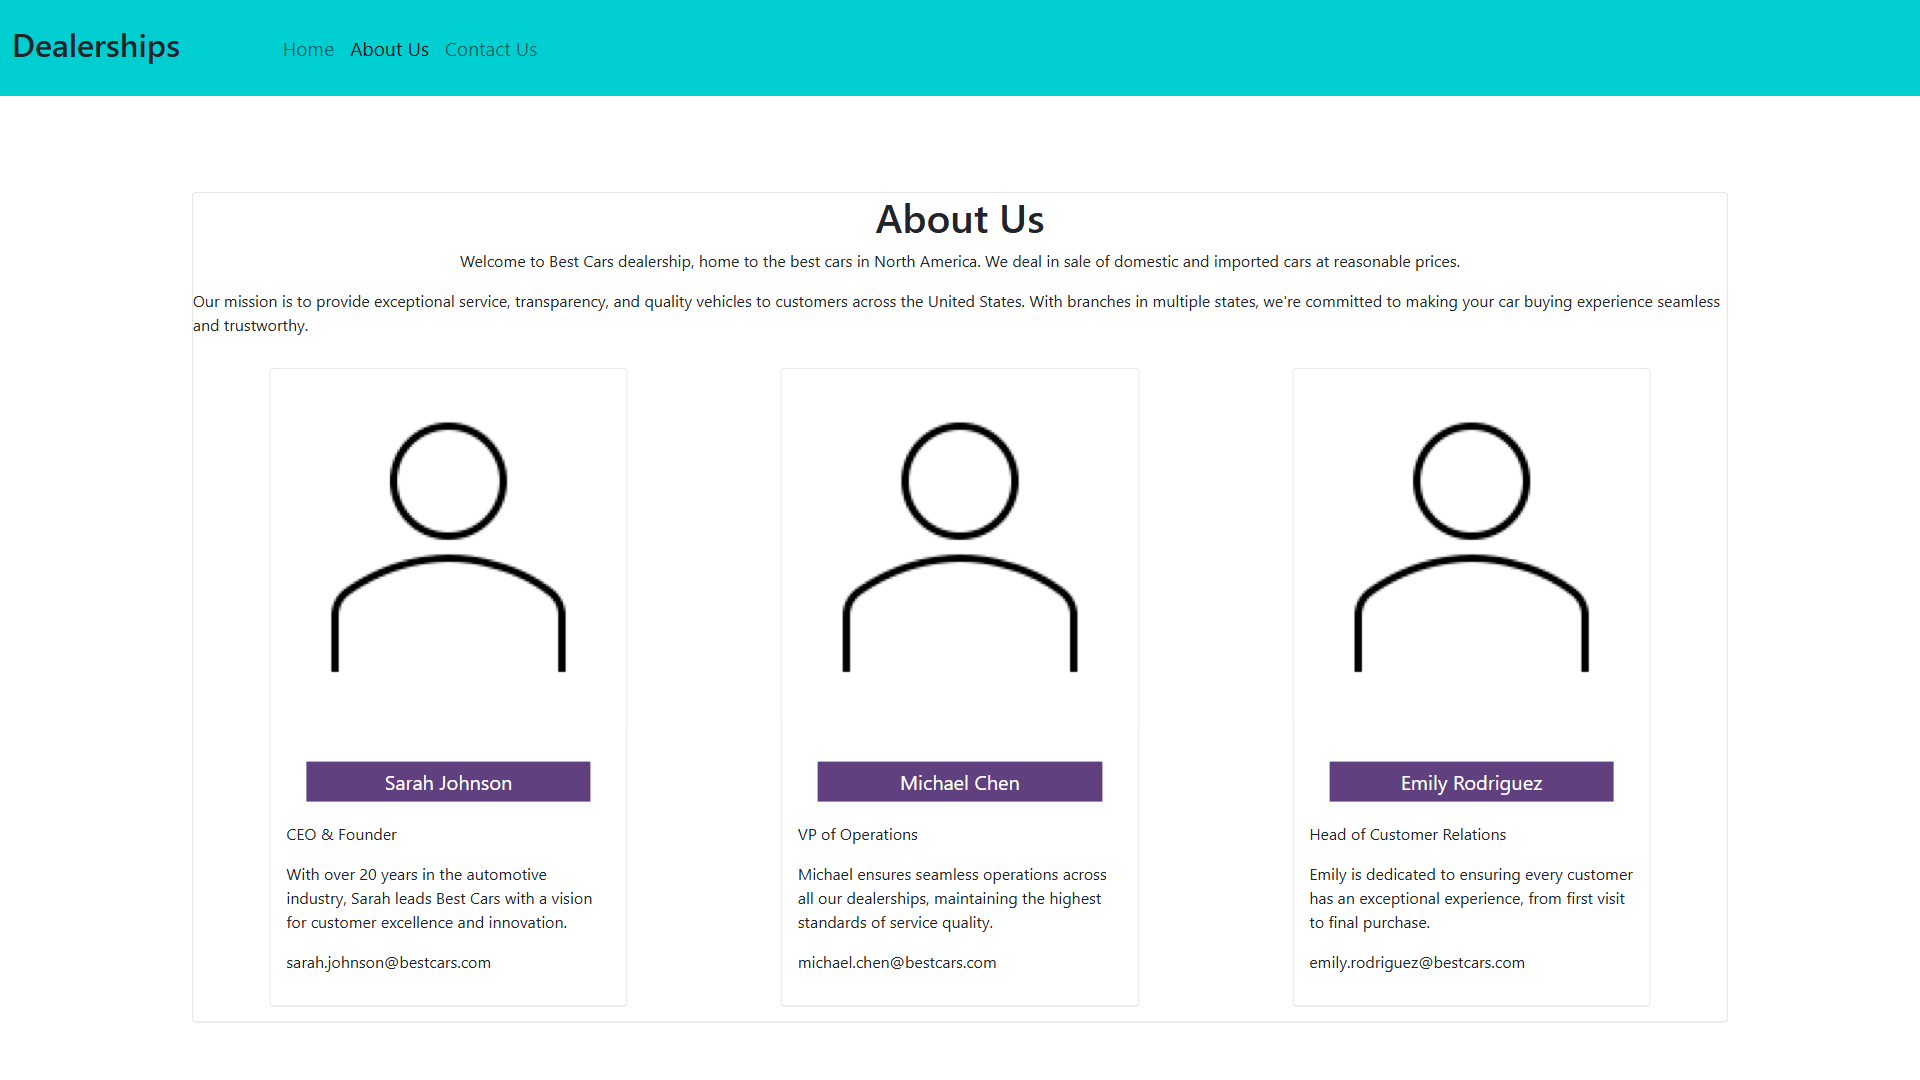 Dealerships
Home
About Us
Contact Us
About Us
Welcome to Best Cars dealership, home to the best cars in North America. We deal in sale of domestic and imported cars at reasonable prices.
Our mission is to provide exceptional service, transparency, and quality vehicles to customers across the United States. With branches in multiple states, we're committed to making your car buying experience seamless
and trustworthy.
Sarah Johnson
CEO & Founder
With over 20 years in the automotive
industry, Sarah leads Best Cars with a vision
for customer excellence and innovation.
sarah.johnson@bestcars.com
Michael Chen
VP of Operations
Michael ensures seamless operations across
all our dealerships, maintaining the highest
standards of service quality.
michael.chen@bestcars.com
Emily Rodriguez
Head of Customer Relations
Emily is dedicated to ensuring every customer
has an exceptional experience, from first visit
to final purchase.
emily.rodriguez@bestcars.com